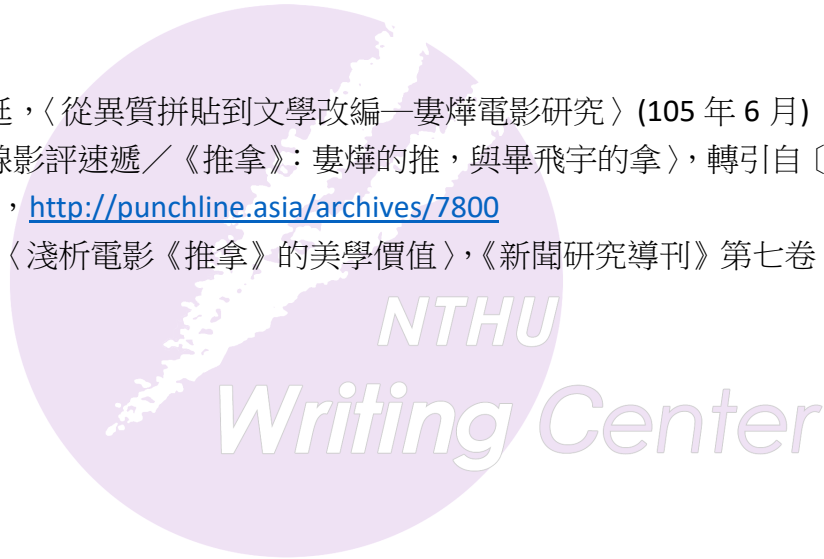 廷，〈從異質拼貼到文學改編─婁燁電影研究〉(105 年 6 月)
線影評速遞／《推拿》：婁燁的推，與畢飛宇的拿〉，轉引自〔
，http://punchline.asia/archives/7800
〈淺析電影《推拿》的美學價值〉，《新聞研究導刊》第七卷
NTHU
Writing Center